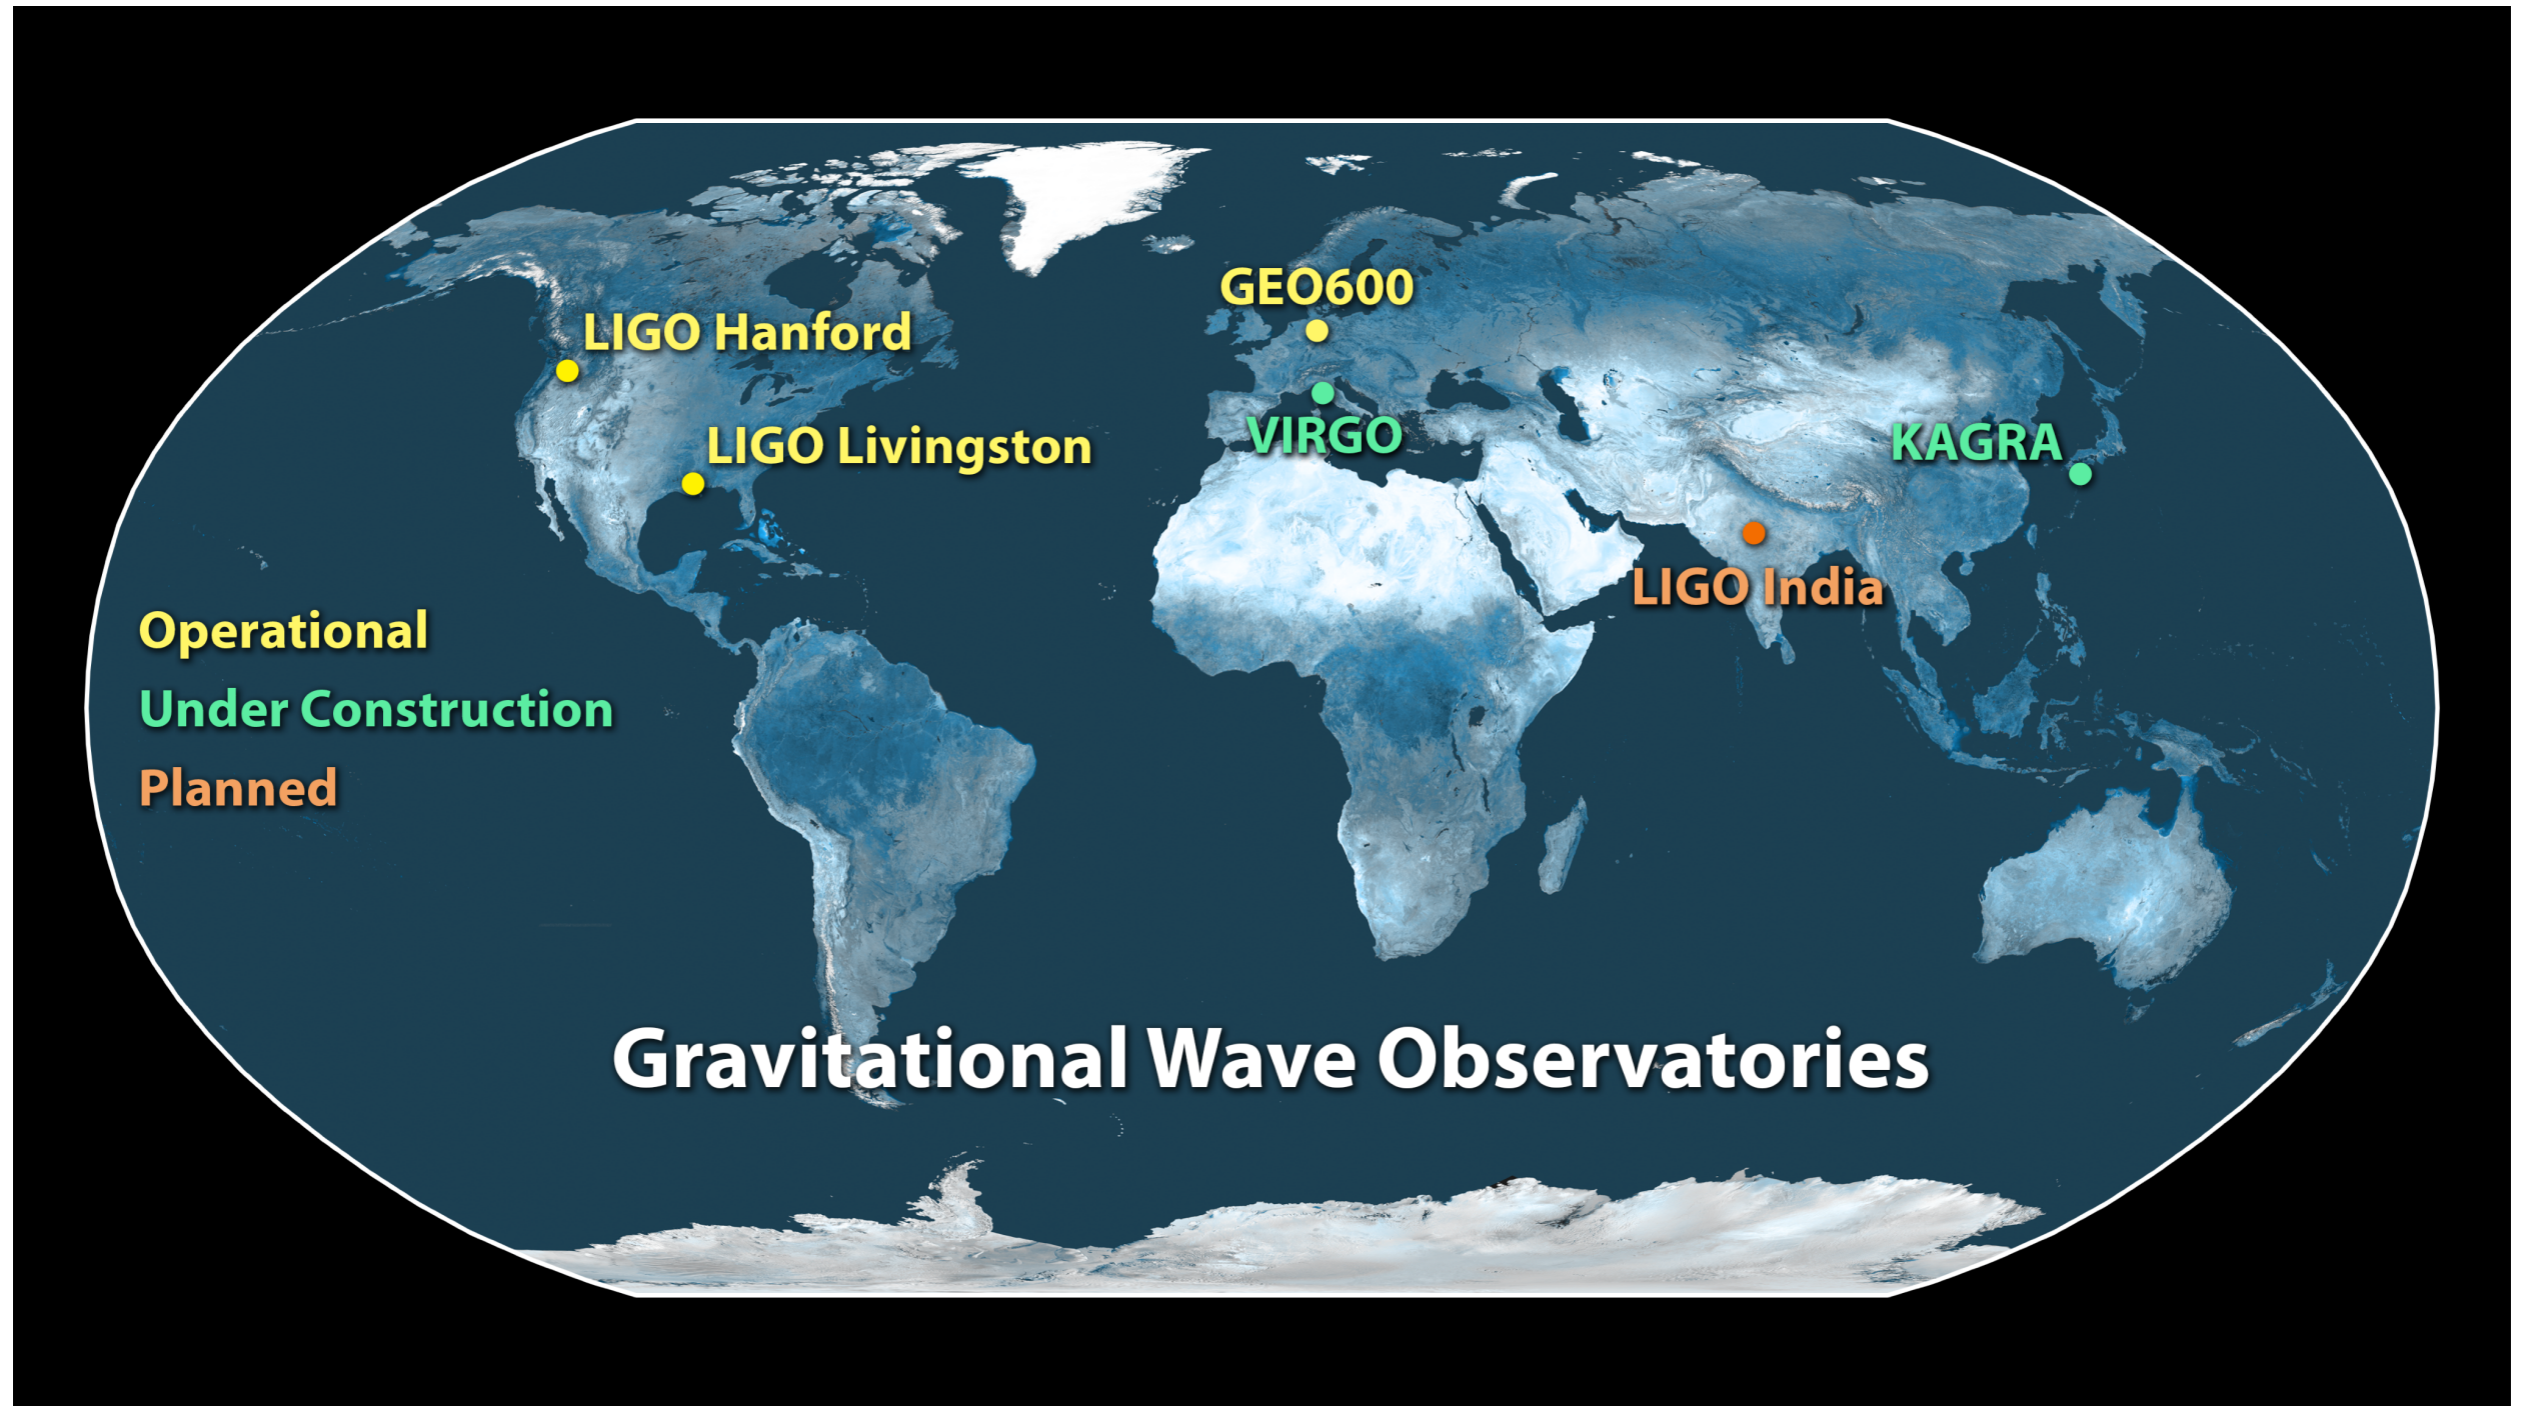 GEO600
LIGO Hanford
VIRGO
KAGRA
LIGO Livingston
LIGO India
Operational
Under Construction
Planned
Gravitational Wave Observatories